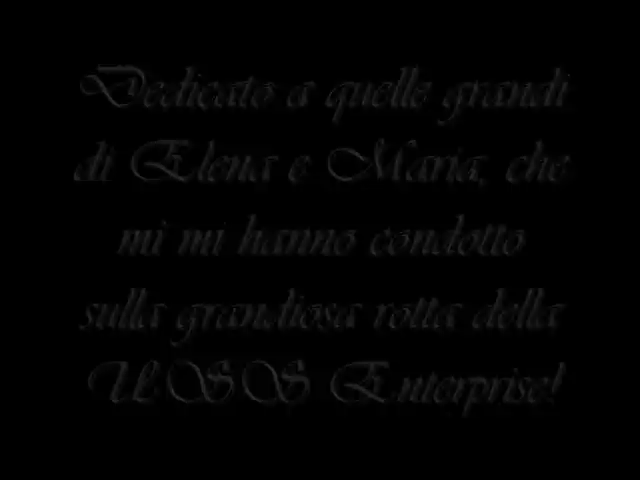 Dedicato a quelle grandi
di Elena e Maria, che
mi mi hanno condotto
sulla grandiosa rotta della
USS Enterprise!